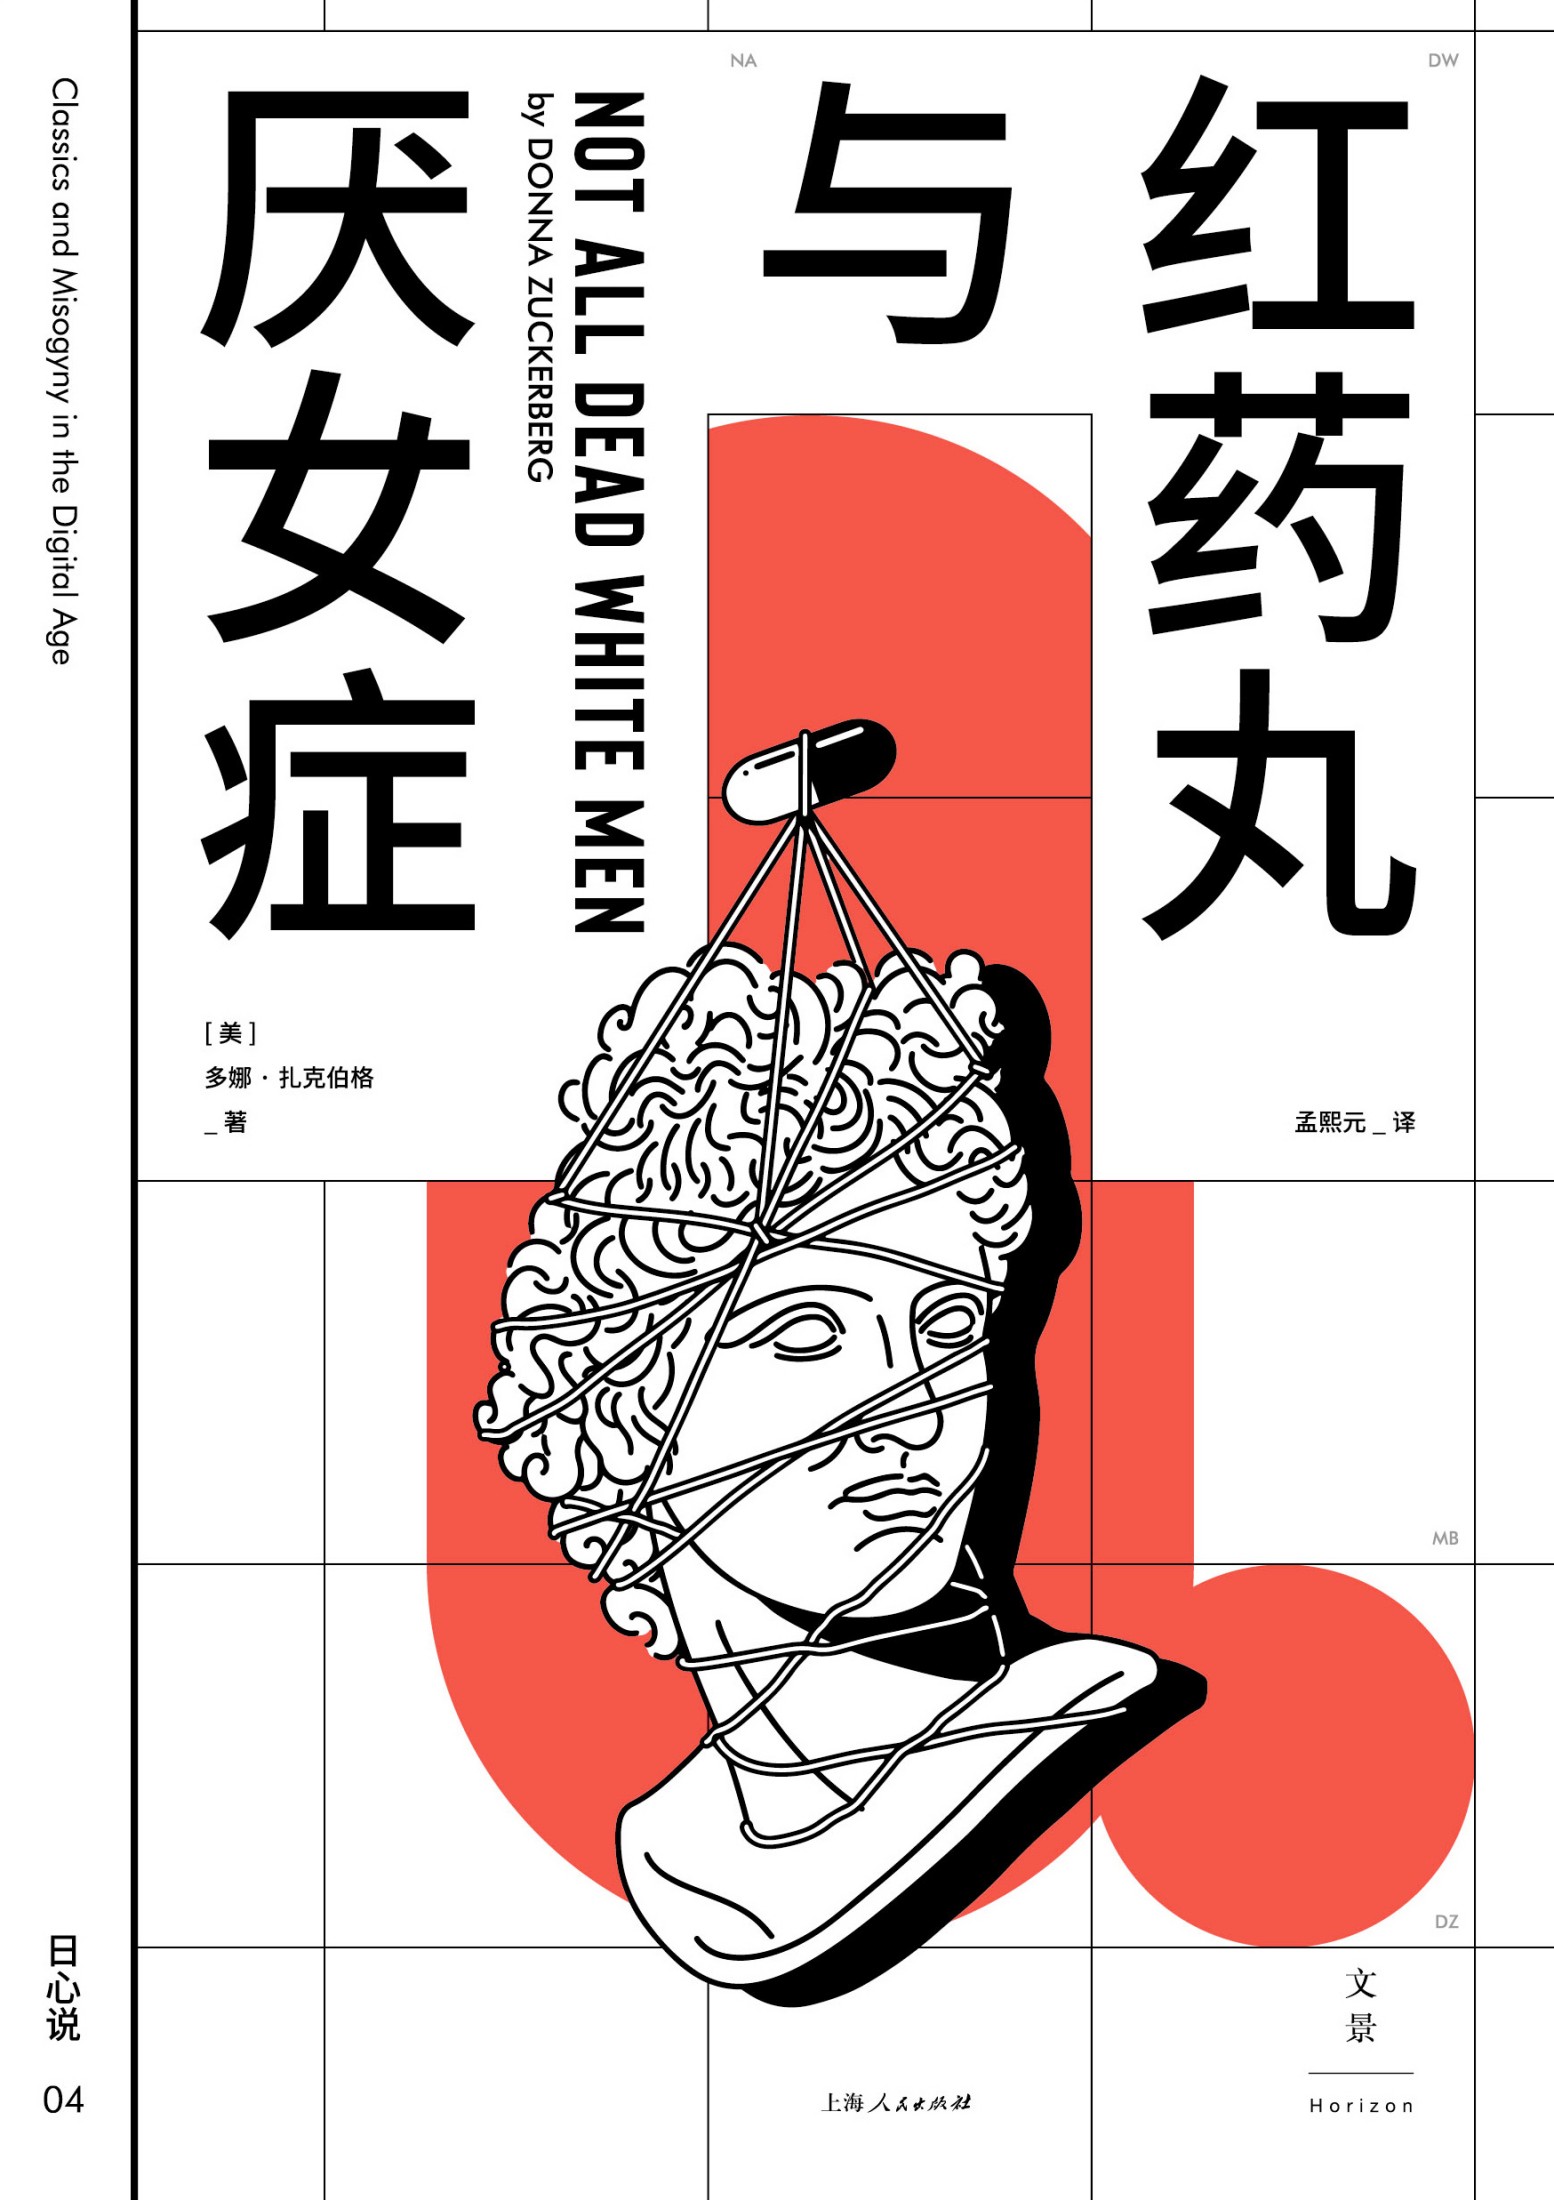 红药丸
与
厌女症
NOT ALL DEAD WHITE MEN
by DONNA ZUCKERBERG
Classics and Misogyny in the Digital Age
NA
DW
[ 美 ]
多娜 · 扎克伯格
_ 著
孟熙元 _ 译
MB
DZ
日心说
04
上海人民出版社
文景
Horizon